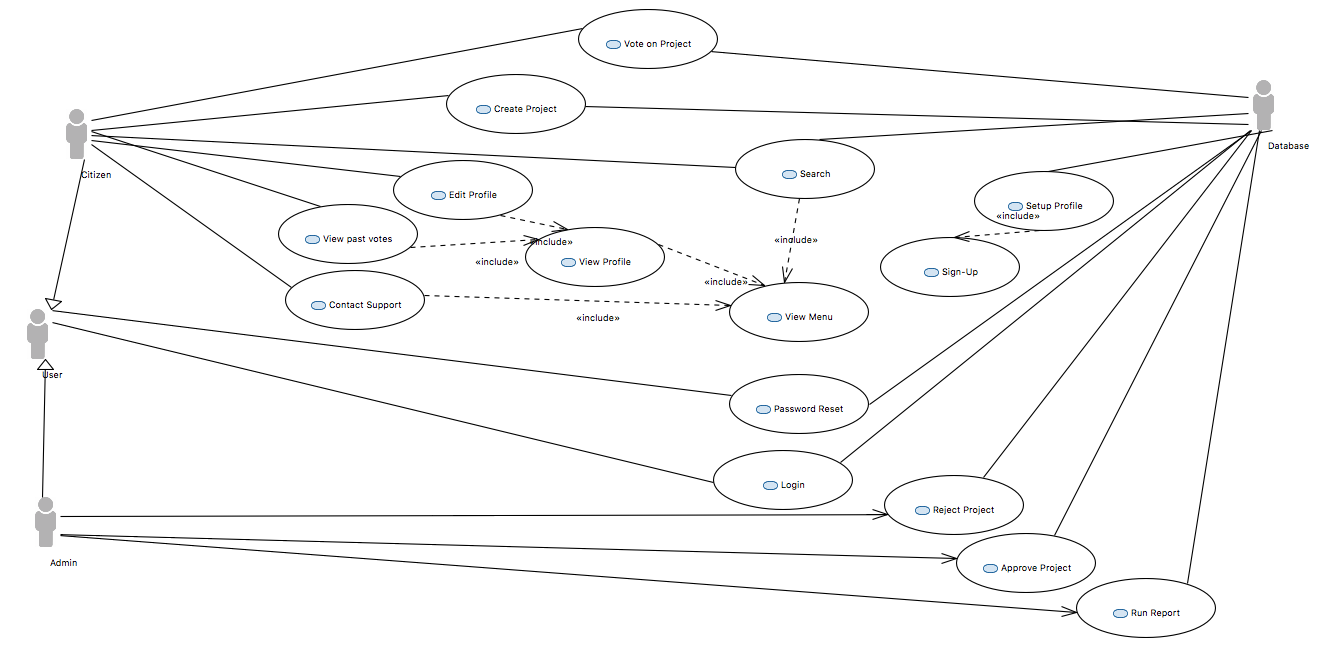 Vote on Project
Create Project
Database
Citizen
Search
Edit Profile
Setup Profile
«include»
View past votes
«include»
«include»
View Profile
«include»
Sign-Up
«include»
Contact Support
View Menu
«include»
User
Password Reset
Login
Reject Project
Admin
Approve Project
Run Report